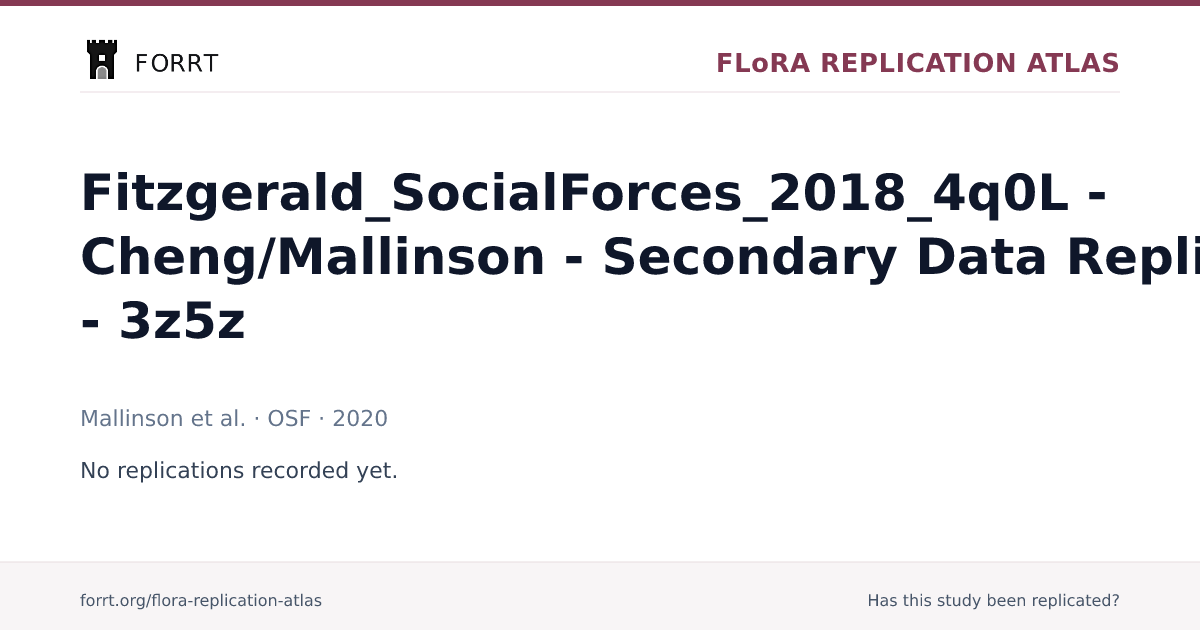 FORRT
FLoRA REPLICATION ATLAS
Fitzgerald_SocialForces_2018_4q0L -
Cheng/Mallinson - Secondary Data Repli
- 3z5z
Mallinson et al. · OSF · 2020
No replications recorded yet.
forrt.org/flora-replication-atlas
Has this study been replicated?